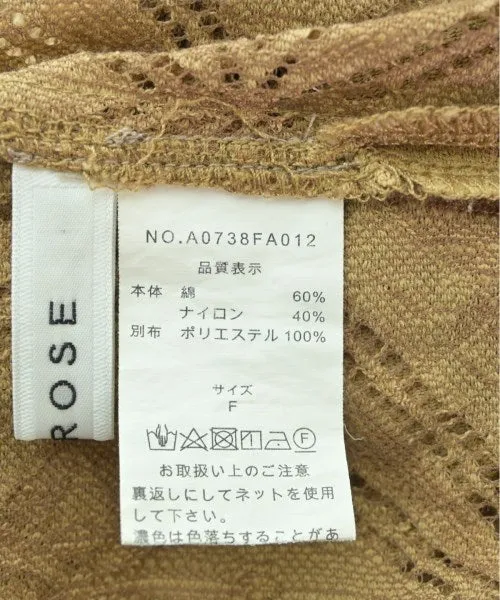 ROSE
NO.A0738FA012
品質表示
本体 綿 60%
ナイロン 40%
別布 ポリエステル 100%
サイズ
F
お取扱い上のご注意
裏返しにしてネットを使用
して下さい。
濃色は色落ちすることがあ